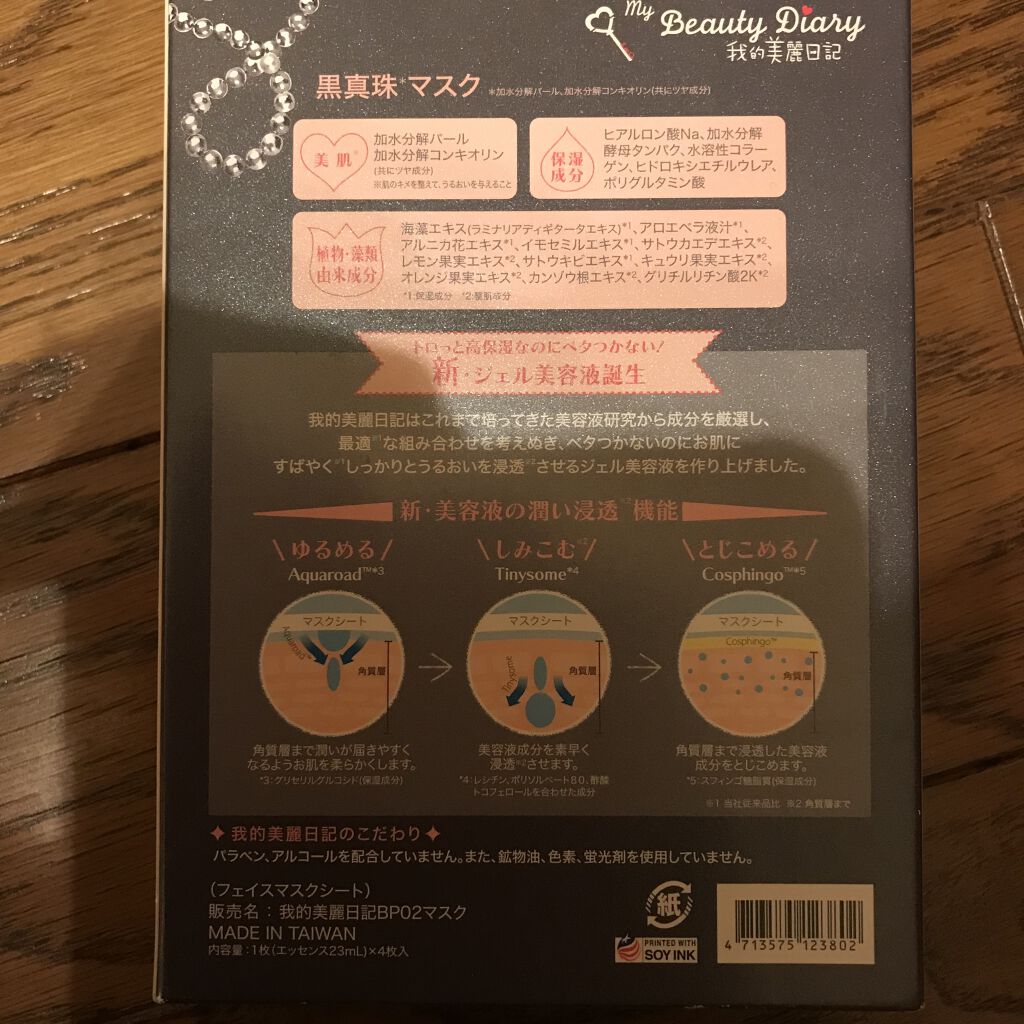 My Beauty Diary
我的美麗日記
黒真珠*マスク *加水分解パール、加水分解コンキオリン(共にツヤ成分)
美肌※
加水分解パール
加水分解コンキオリン
(共にツヤ成分)
※肌のキメを整えて、うるおいを与えること
保湿
成分
ヒアルロン酸Na、加水分解
酵母タンパク、水溶性コラー
ゲン、ヒドロキシエチルウレア、
ポリグルタミン酸
植物・藻類
由来成分
海藻エキス(ラミナリアディギタータエキス)*1、アロエベラ液汁*1、
アルニカ花エキス*1、イモセミルエキス*1、サトウカエデエキス*2、
レモン果実エキス*2、サトウキビエキス*1、キュウリ果実エキス*2、
オレンジ果実エキス*2、カンゾウ根エキス*2、グリチルリチン酸2K*2
*1:保湿成分 *2:整肌成分
トロっと高保湿なのにベタつかない!
新・ジェル美容液誕生
我的美麗日記はこれまで培ってきた美容液研究から成分を厳選し、
最適※1な組み合わせを考えぬき、ベタつかないのにお肌に
すばやく※1しっかりとうるおいを浸透※2させるジェル美容液を作り上げました。
新・美容液の潤い浸透※2機能
\ゆるめる/
Aquaroad™※3
マスクシート
Aquaroad™
角質層
角質層まで潤いが届きやすく
なるようお肌を柔らかくします。
*3:グリセリルグルコシド(保湿成分)
\しみこむ※2/
Tinysome*4
マスクシート
Tinysome
角質層
美容液成分を素早く
浸透※2させます。
*4:レシチン、ポリソルベート80、酢酸
トコフェロールを合わせた成分
\とじこめる/
Cosphingo™※5
マスクシート
Cosphingo™
角質層
角質層まで浸透した美容液
成分をとじこめます。
*5:スフィンゴ糖脂質(保湿成分)
※1 当社従来品比 ※2 角質層まで
✦我的美麗日記のこだわり✦
パラベン、アルコールを配合していません。また、鉱物油、色素、蛍光剤を使用していません。
(フェイスマスクシート)
販売名:我的美麗日記BP02マスク
MADE IN TAIWAN
内容量:1枚(エッセンス23mL)×4枚入
紙
PRINTED WITH
SOY INK
4 713575 123802